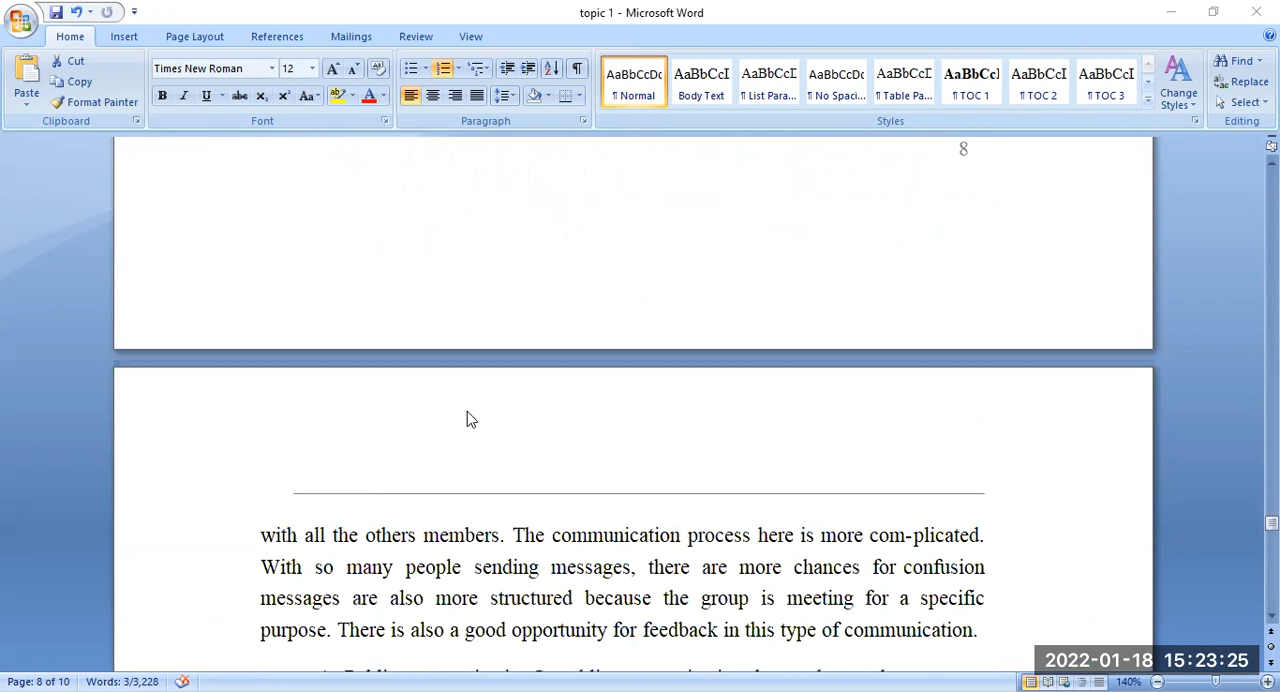 topic 1 - Microsoft Word
Home Insert Page Layout References Mailings Review View
Paste
Cut
Copy
Format Painter
Clipboard
Times New Roman 12
B I U abc X₂ X² Aa A
Font
Paragraph
AaBbCcDc AaBbCcI AaBbCcI AaBbCcDc AaBbCcI AaBbCcI AaBbCcI AaBbCcI
¶ Normal Body Text ¶ List Para... ¶ No Spaci... ¶ Table Pa... ¶ TOC 1 ¶ TOC 2 ¶ TOC 3
Change Styles
Styles
Find
Replace
Select
Editing
8
with all the others members. The communication process here is more com-plicated.
With so many people sending messages, there are more chances for confusion
messages are also more structured because the group is meeting for a specific
purpose. There is also a good opportunity for feedback in this type of communication.
2022-01-18 15:23:25
Page: 8 of 10 Words: 3/3,228 140%